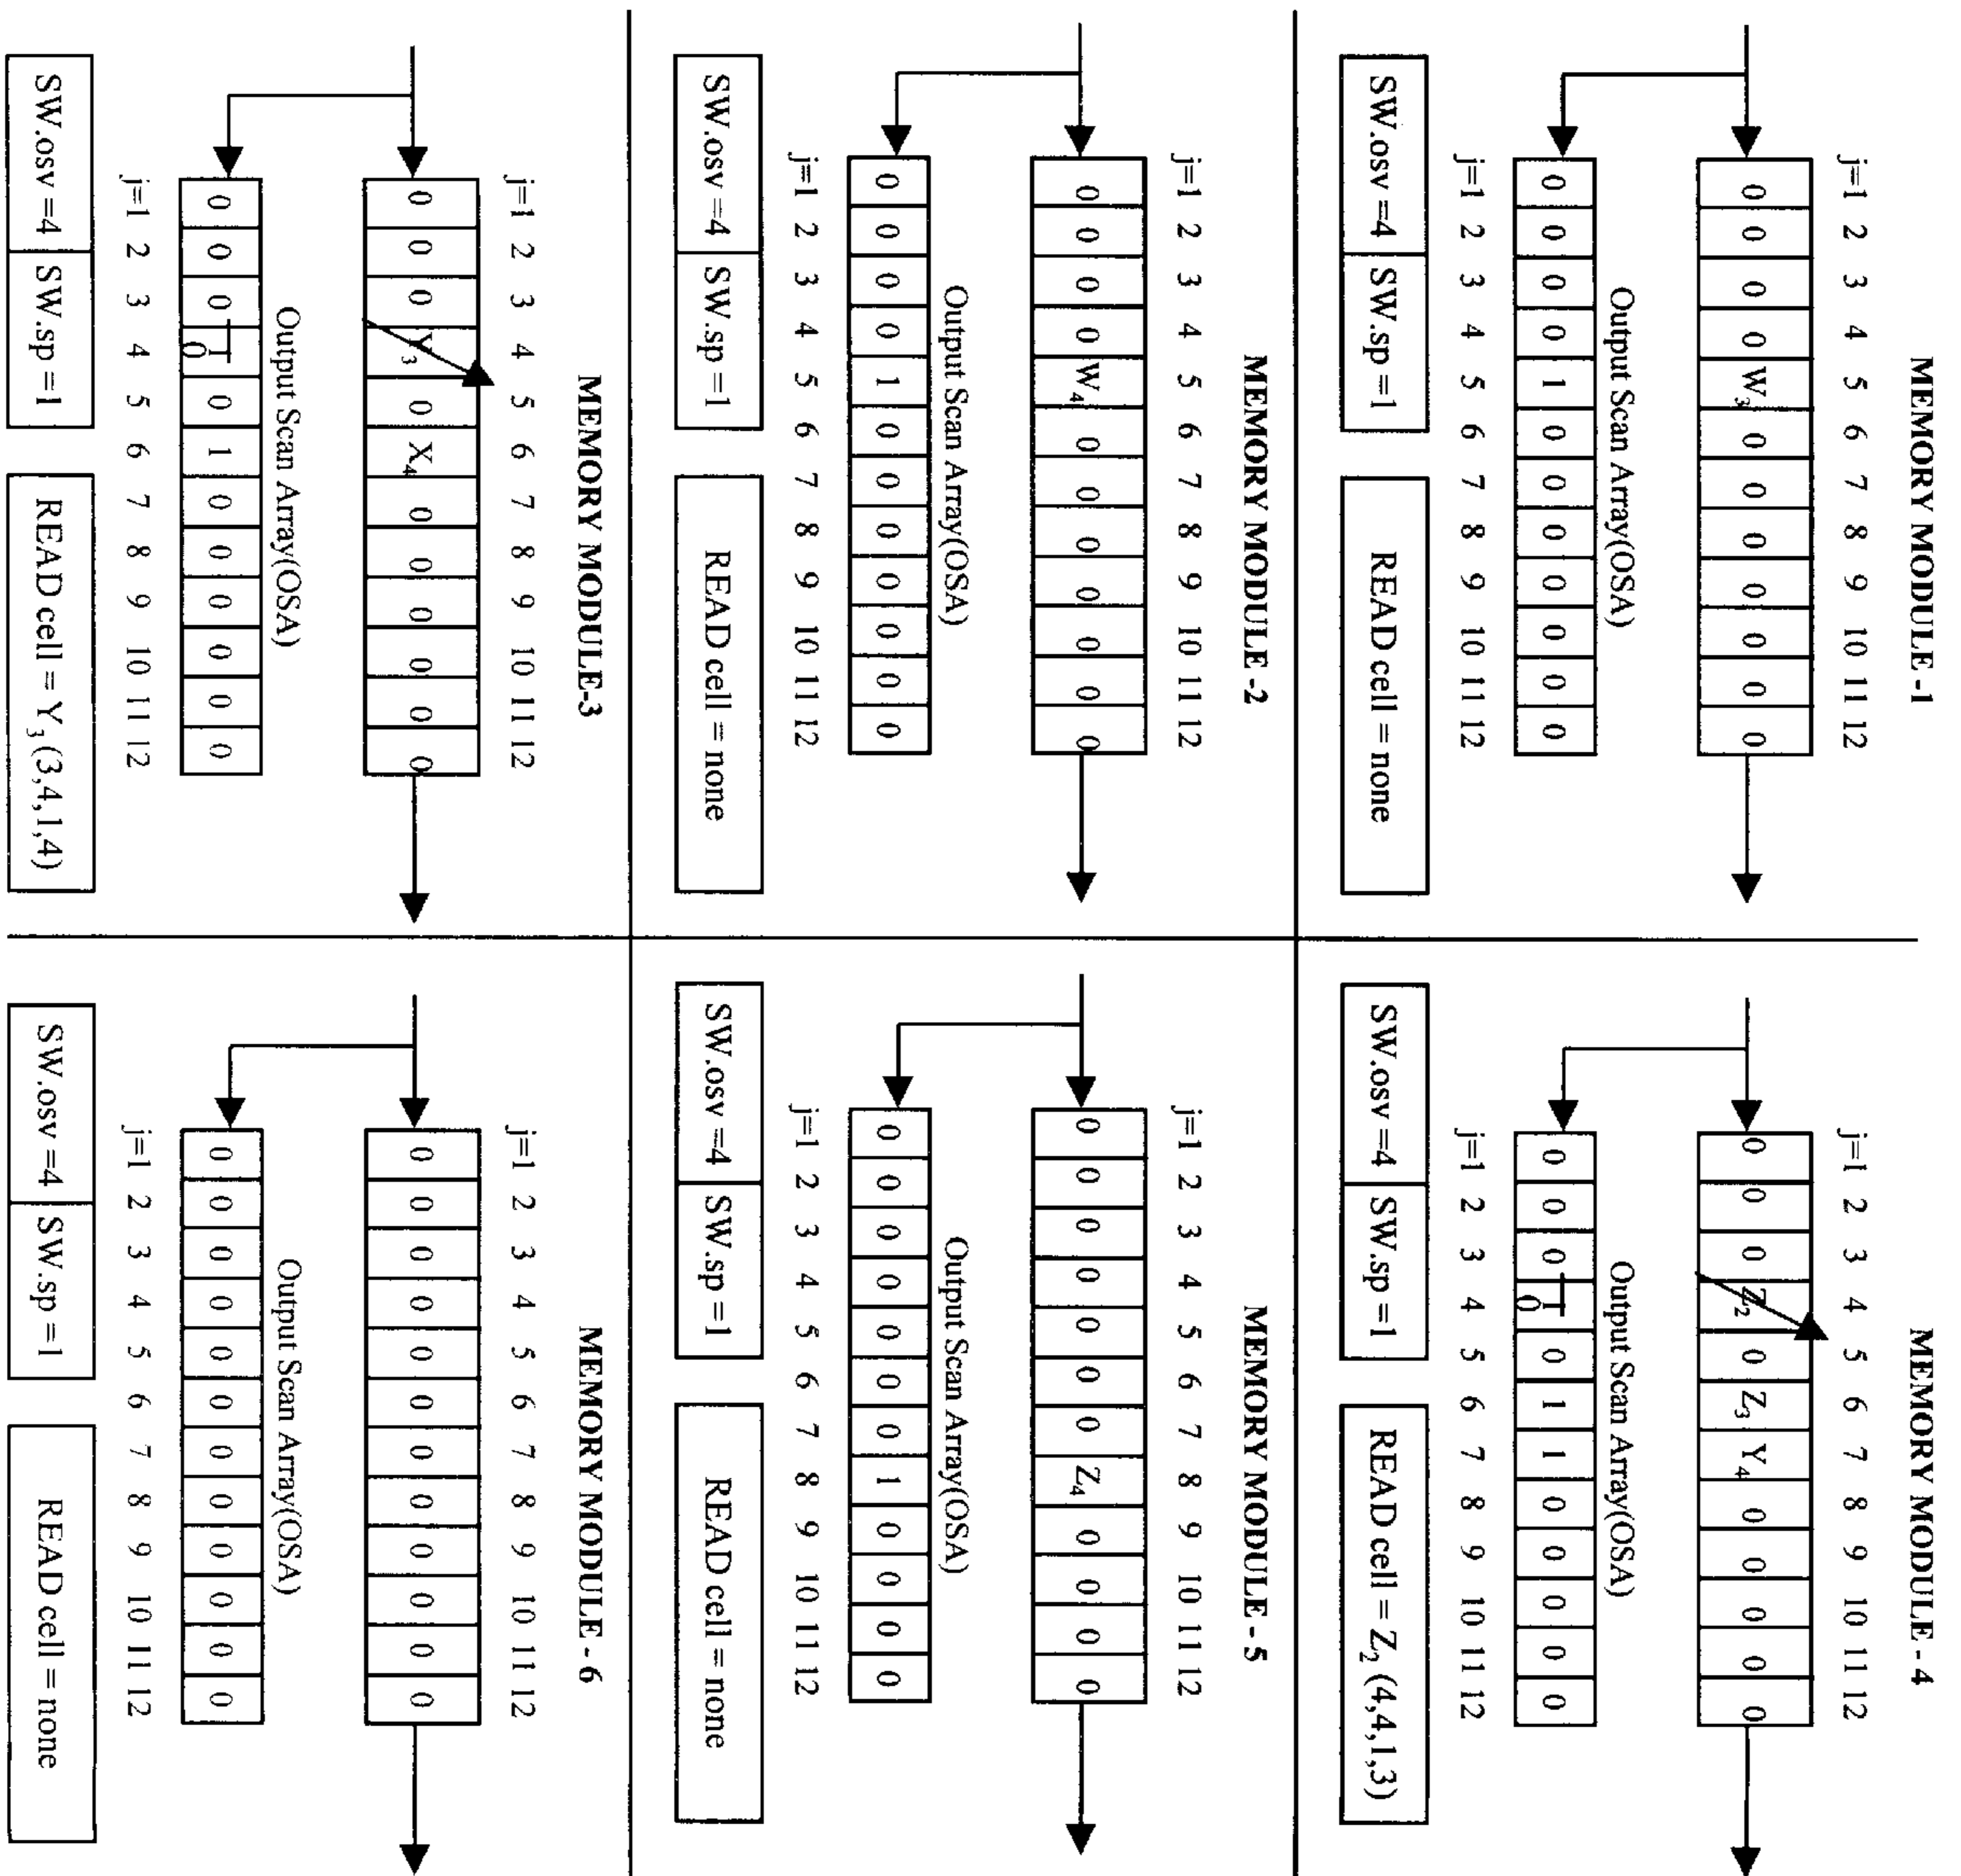 MEMORY MODULE -1
j=1 2 3 4 5 6 7 8 9 10 11 12
0 0 0 0 W₃ 0 0 0 0 0 0 0
Output Scan Array(OSA)
0 0 0 0 1 0 0 0 0 0 0 0
j=1 2 3 4 5 6 7 8 9 10 11 12
SW.osv =4 SW.sp =1 READ cell = none
MEMORY MODULE - 4
j=1 2 3 4 5 6 7 8 9 10 11 12
0 0 0 Z₂ 0 Z₃ Y₄ 0 0 0 0 0
Output Scan Array(OSA)
0 0 0 1 0 1 1 0 0 0 0 0
0
j=1 2 3 4 5 6 7 8 9 10 11 12
SW.osv =4 SW.sp =1 READ cell = Z₂ (4,4,1,3)
MEMORY MODULE -2
j=1 2 3 4 5 6 7 8 9 10 11 12
0 0 0 0 W₄ 0 0 0 0 0 0 0
Output Scan Array(OSA)
0 0 0 0 1 0 0 0 0 0 0 0
j=1 2 3 4 5 6 7 8 9 10 11 12
SW.osv =4 SW.sp =1 READ cell = none
MEMORY MODULE - 5
j=1 2 3 4 5 6 7 8 9 10 11 12
0 0 0 0 0 0 0 Z₄ 0 0 0 0
Output Scan Array(OSA)
0 0 0 0 0 0 0 1 0 0 0 0
j=1 2 3 4 5 6 7 8 9 10 11 12
SW.osv =4 SW.sp =1 READ cell = none
MEMORY MODULE-3
j=1 2 3 4 5 6 7 8 9 10 11 12
0 0 0 Y₃ 0 X₄ 0 0 0 0 0 0
Output Scan Array(OSA)
0 0 0 1 0 1 0 0 0 0 0 0
0
j=1 2 3 4 5 6 7 8 9 10 11 12
SW.osv =4 SW.sp =1 READ cell = Y₃ (3,4,1,4)
MEMORY MODULE - 6
j=1 2 3 4 5 6 7 8 9 10 11 12
0 0 0 0 0 0 0 0 0 0 0 0
Output Scan Array(OSA)
0 0 0 0 0 0 0 0 0 0 0 0
j=1 2 3 4 5 6 7 8 9 10 11 12
SW.osv =4 SW.sp =1 READ cell = none